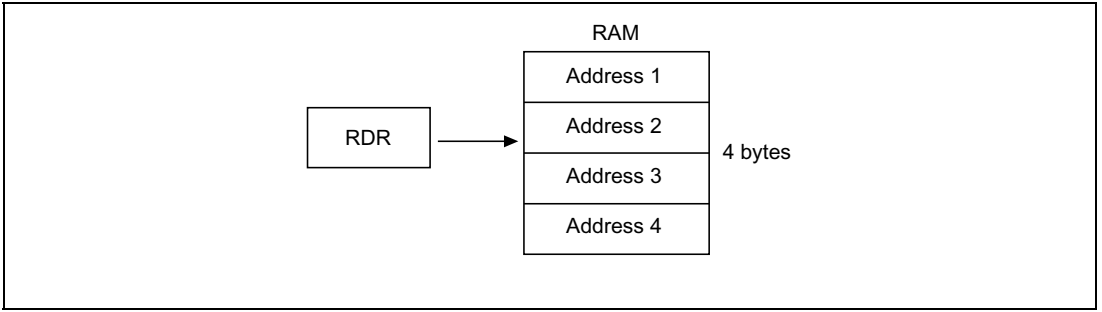 RAM
Address 1
Address 2
RDR
4 bytes
Address 3
Address 4